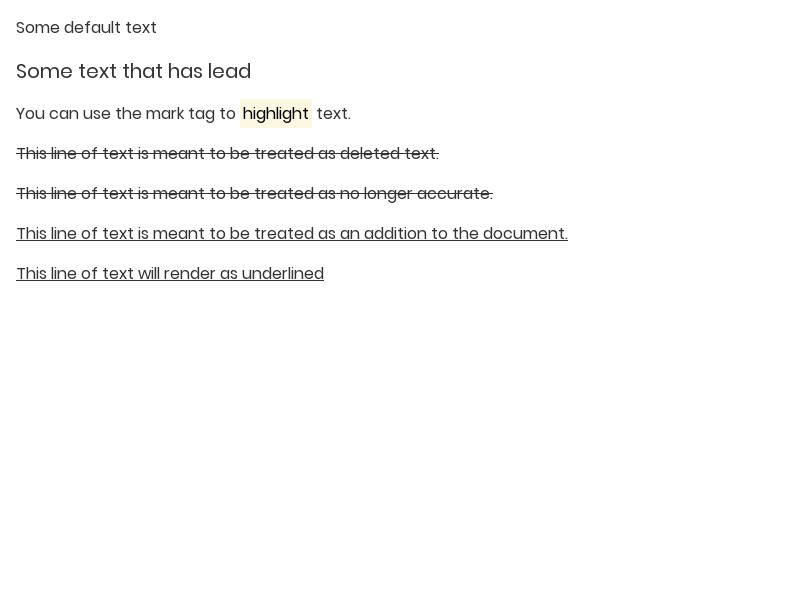 Some default text
Some text that has lead
You can use the mark tag to highlight text.
This line of text is meant to be treated as deleted text.
This line of text is meant to be treated as no longer accurate.
This line of text is meant to be treated as an addition to the document.
This line of text will render as underlined